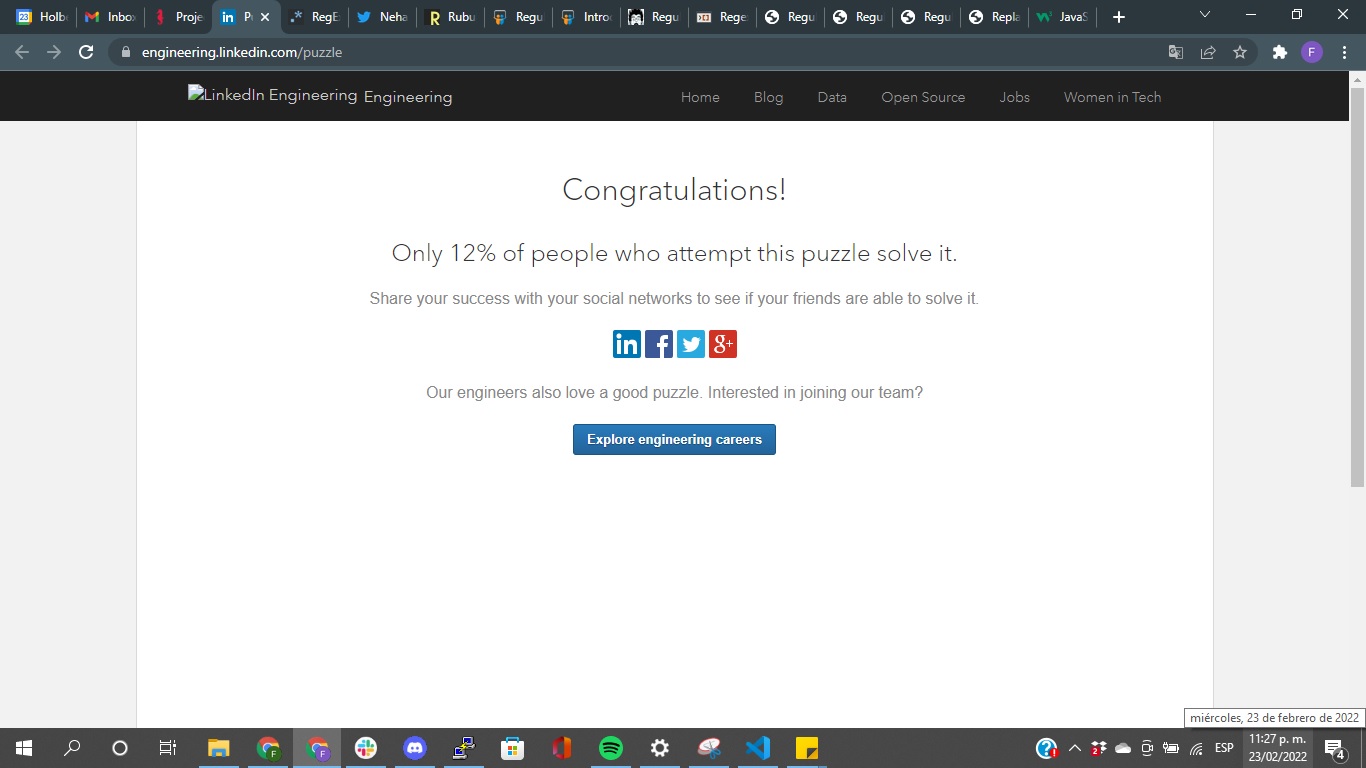 23 Holb Inbox Proje P RegE Neha Rubu Regu Intro Regu Rege Regu Regu Regu Repla JavaS
engineering.linkedin.com/puzzle F
LinkedIn Engineering Engineering Home Blog Data Open Source Jobs Women in Tech
Congratulations!
Only 12% of people who attempt this puzzle solve it.
Share your success with your social networks to see if your friends are able to solve it.
in f g+
Our engineers also love a good puzzle. Interested in joining our team?
Explore engineering careers
miércoles, 23 de febrero de 2022
ESP 11:27 p. m.
23/02/2022 4